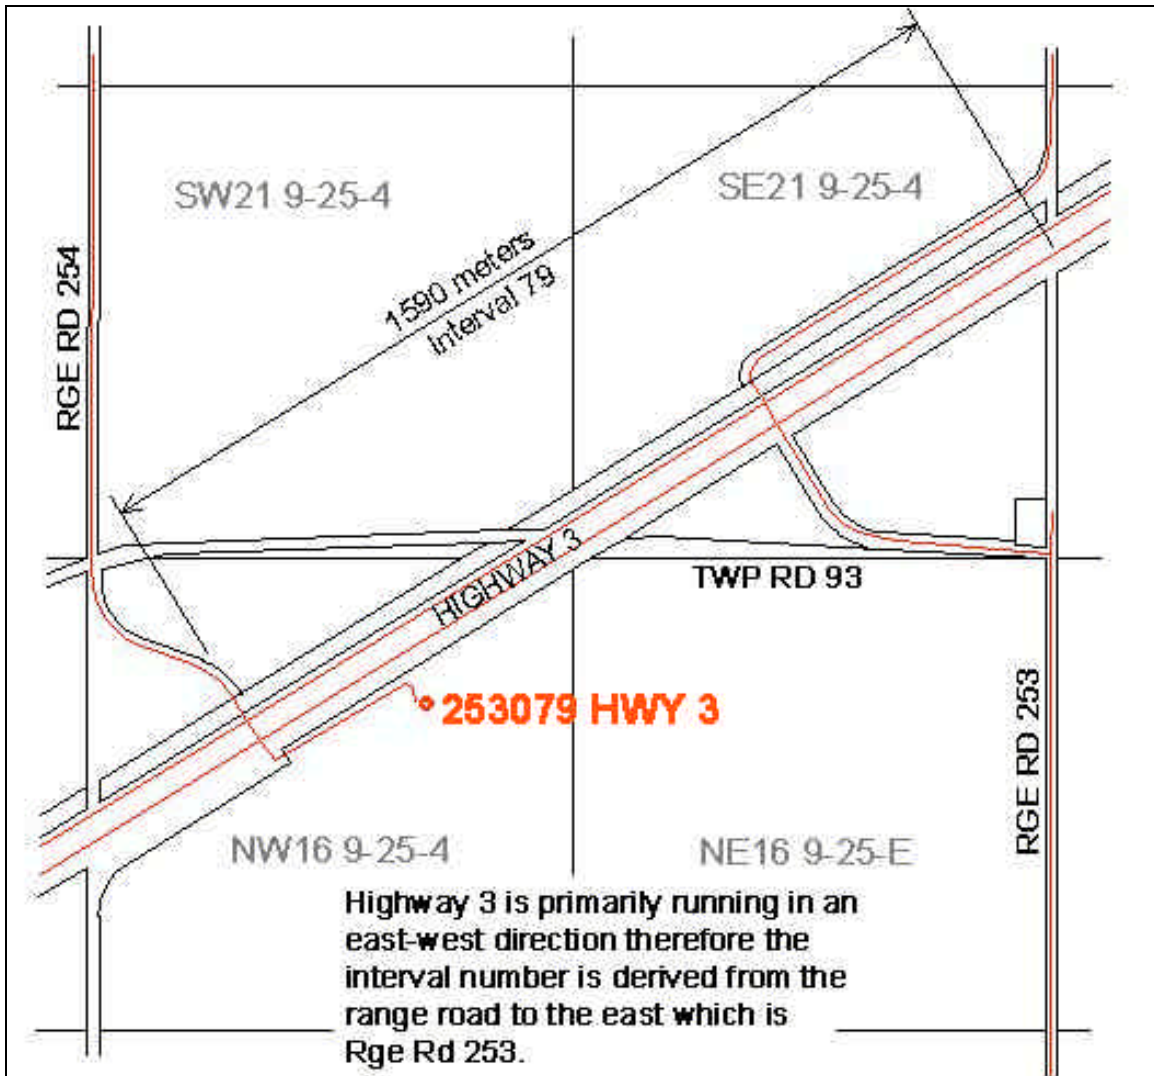 SW21 9-25-4
SE21 9-25-4
RGE RD 254
1590 meters
Interval 79
HIGHWAY 3
TWP RD 93
253079 HWY 3
RGE RD 253
NW16 9-25-4
NE16 9-25-E
Highway 3 is primarily running in an
east-west direction therefore the
interval number is derived from the
range road to the east which is
Rge Rd 253.